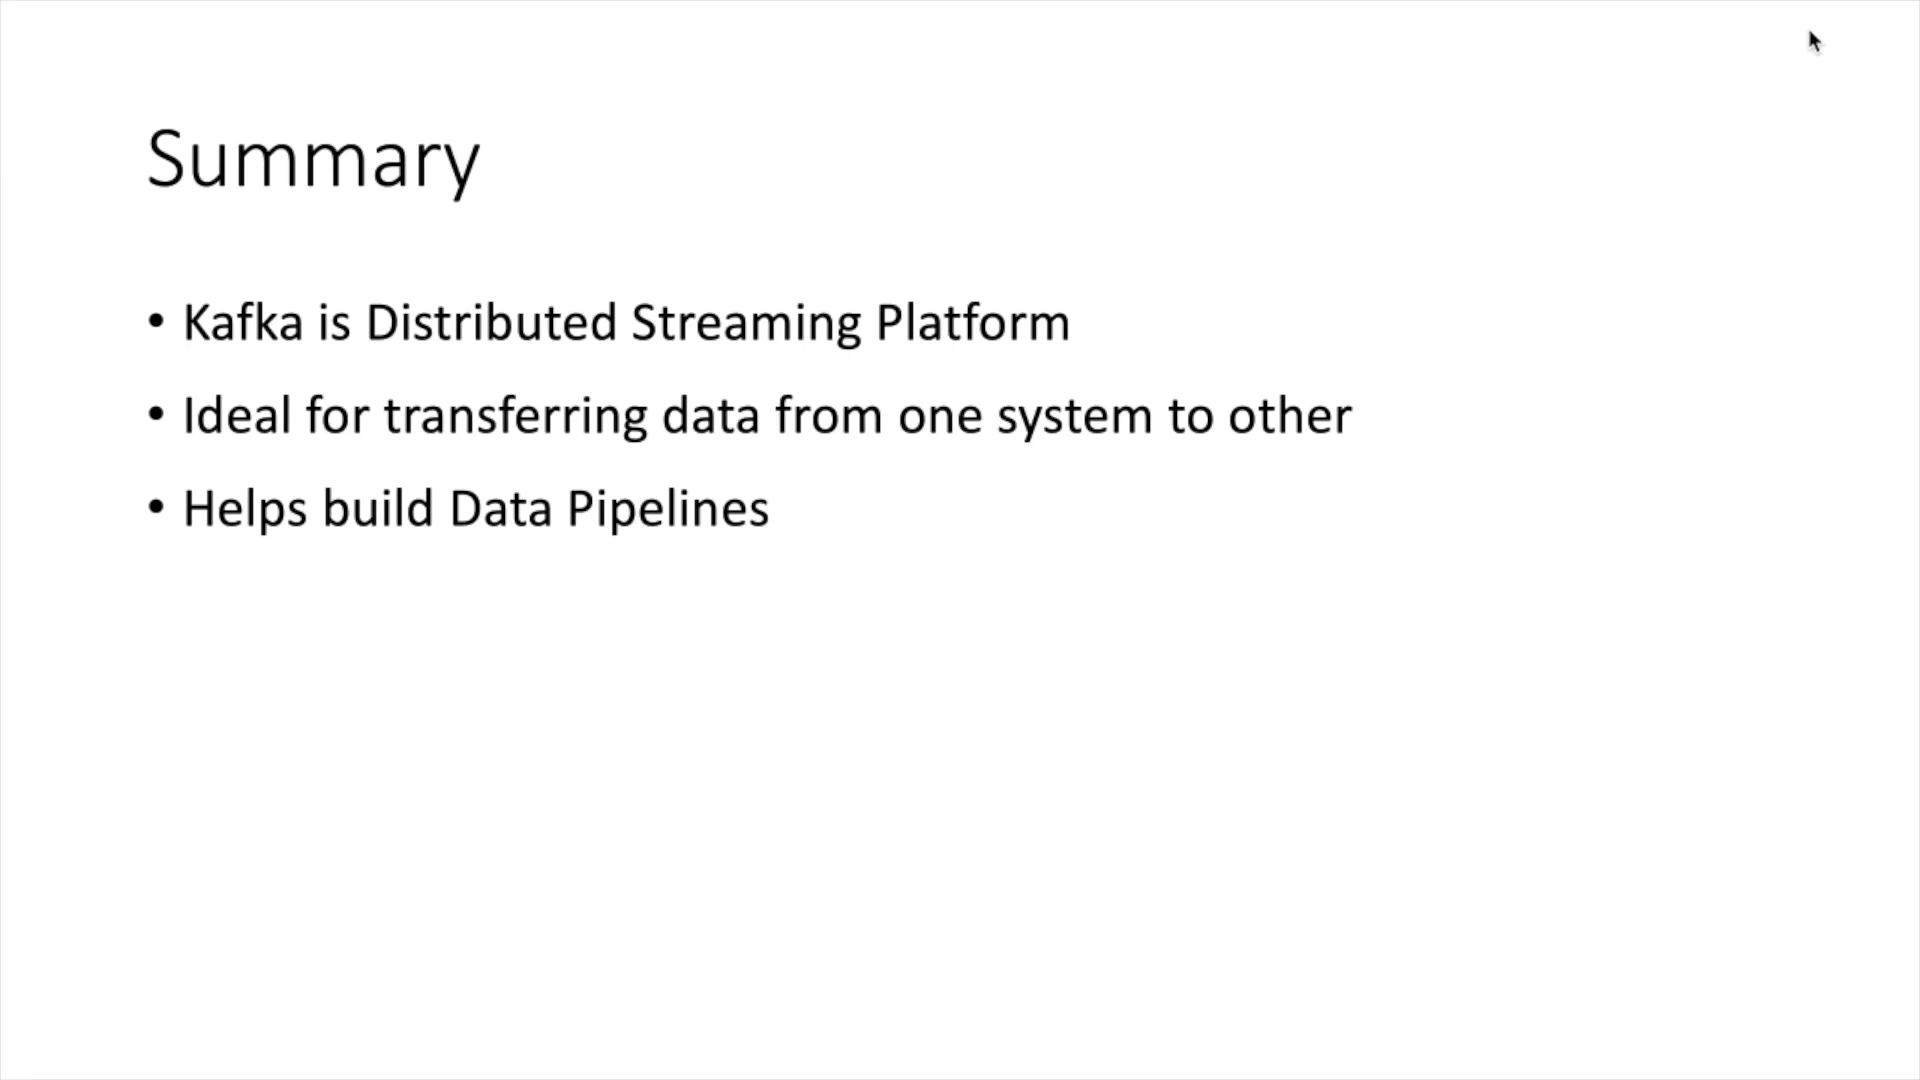 Summary
• Kafka is Distributed Streaming Platform
• Ideal for transferring data from one system to other
• Helps build Data Pipelines